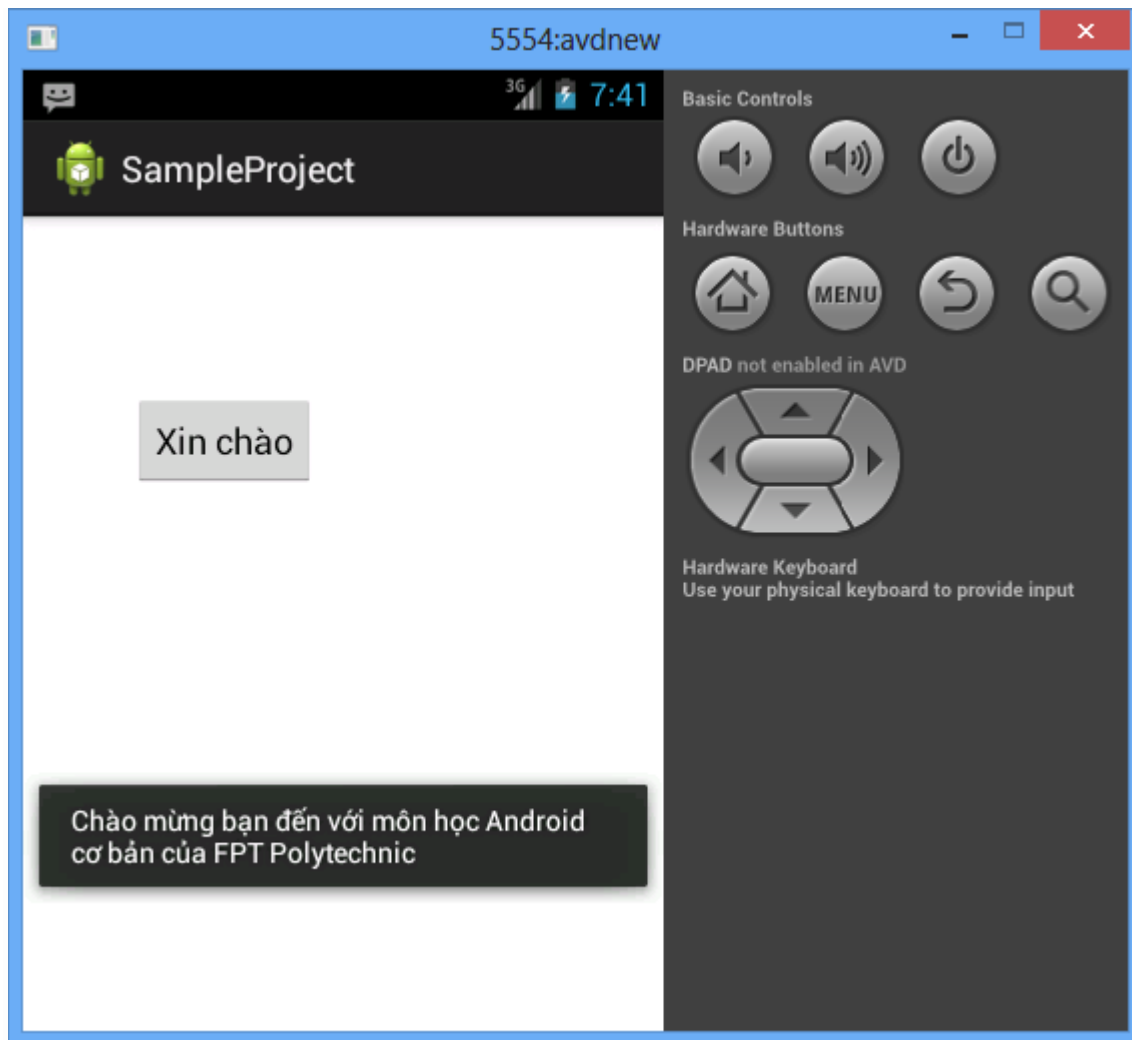 5554:avdnew
3G 7:41
SampleProject
Xin chào
Chào mừng bạn đến với môn học Android
cơ bản của FPT Polytechnic
Basic Controls
Hardware Buttons
MENU
DPAD not enabled in AVD
Hardware Keyboard
Use your physical keyboard to provide input